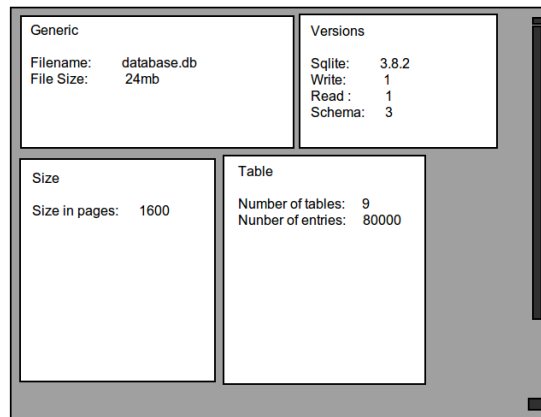 Generic
Filename: database.db
File Size: 24mb
Versions
Sqlite: 3.8.2
Write: 1
Read : 1
Schema: 3
Size
Size in pages: 1600
Table
Number of tables: 9
Nunber of entries: 80000